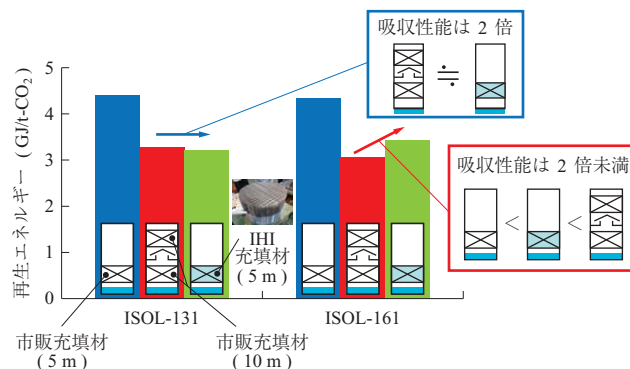 吸収性能は 2 倍
≒
吸収性能は 2 倍未満
<
<
再生エネルギー ( GJ/t-CO₂ )
5
4
3
2
1
0
IHI
充填材
( 5 m )
ISOL-131
ISOL-161
市販充填材
( 5 m )
市販充填材
( 10 m )